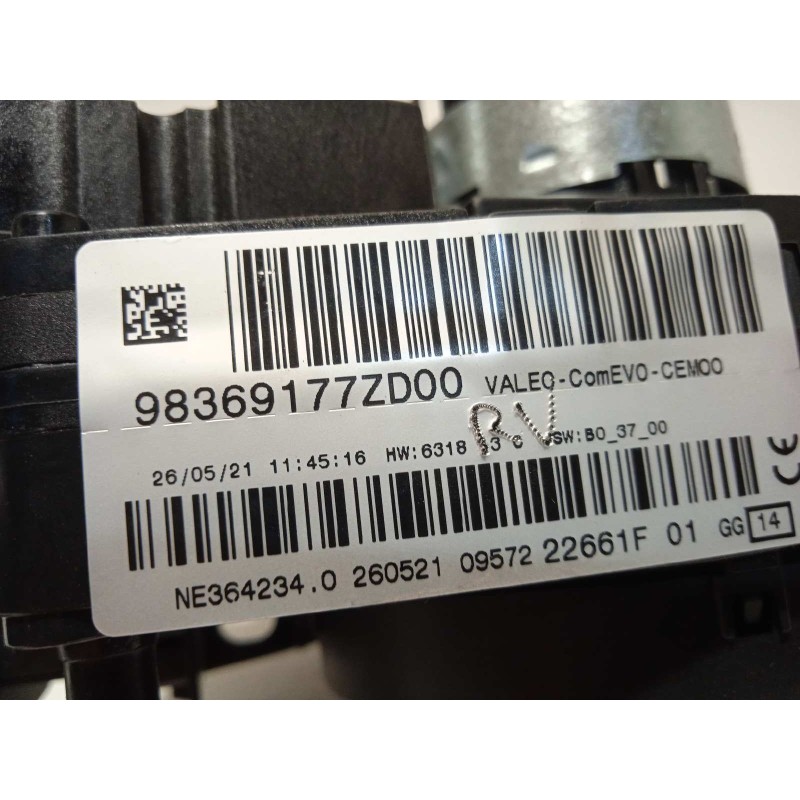 98369177ZD00 VALEO-ComEVO-CEM00
RV
26/05/21 11:45:16 HW:6318 SW:B0_37_00
CE
NE364234.0 260521 09572 22661F 01 GG 14